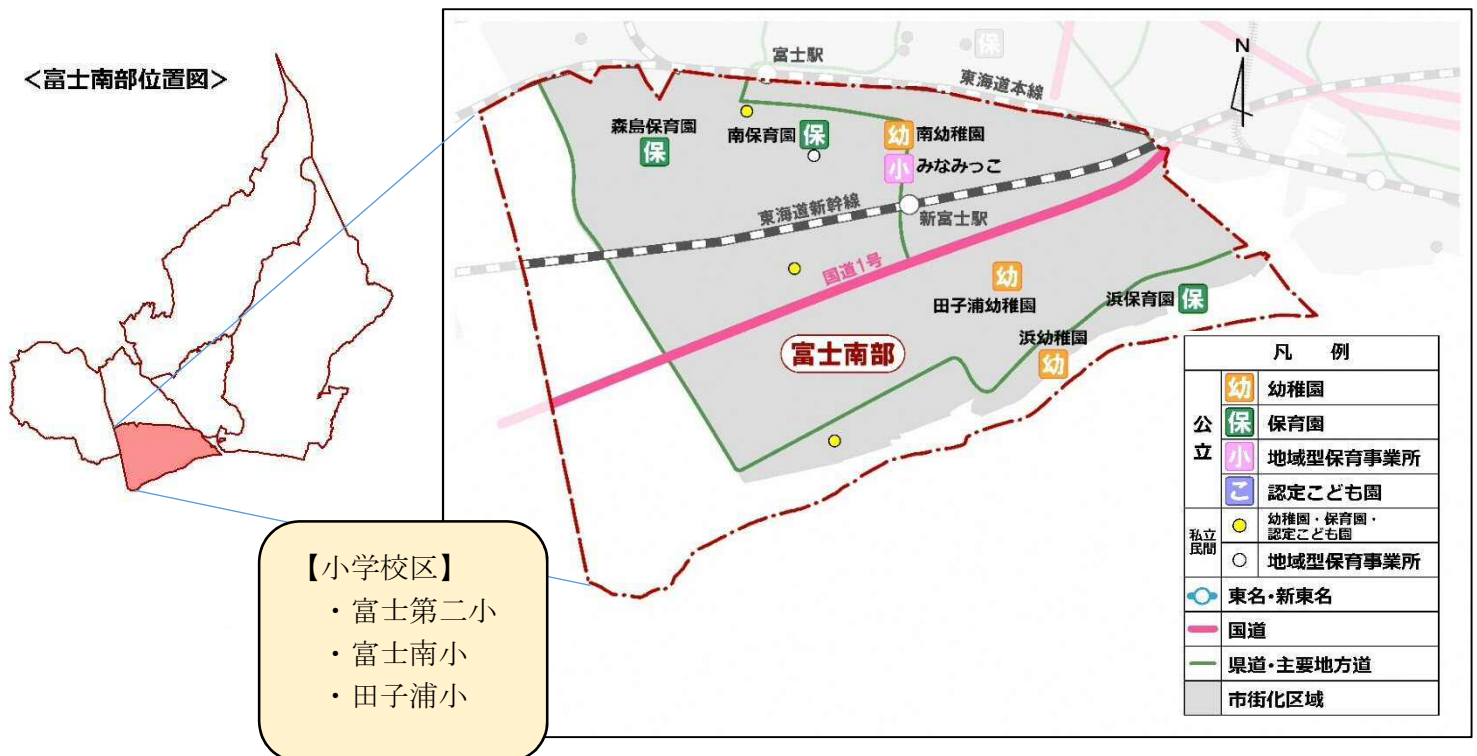 <富士南部位置図>
【小学校区】
・富士第二小
・富士南小
・田子浦小
富士駅
保
東海道本線
N
森島保育園
保
南保育園
保
幼
南幼稚園
小
みなみっこ
東海道新幹線
新富士駅
国道1号
幼
田子浦幼稚園
浜保育園
保
富士南部
浜幼稚園
幼
凡 例
公立
幼
幼稚園
保
保育園
小
地域型保育事業所
こ
認定こども園
私立
民間
幼稚園・保育園・
認定こども園
地域型保育事業所
東名・新東名
国道
県道・主要地方道
市街化区域